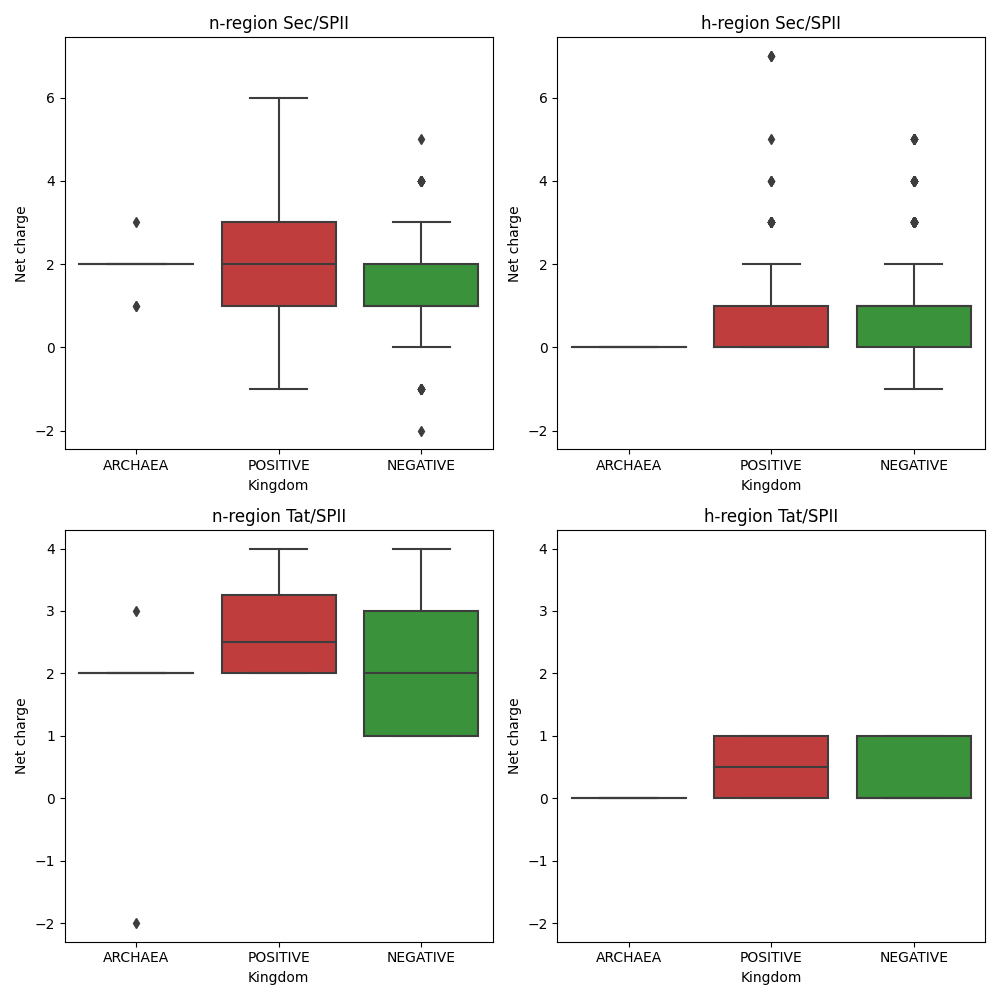 n-region Sec/SPII
Net charge
6
4
2
0
−2
ARCHAEA POSITIVE NEGATIVE
Kingdom
h-region Sec/SPII
Net charge
6
4
2
0
−2
ARCHAEA POSITIVE NEGATIVE
Kingdom
n-region Tat/SPII
Net charge
4
3
2
1
0
−1
−2
ARCHAEA POSITIVE NEGATIVE
Kingdom
h-region Tat/SPII
Net charge
4
3
2
1
0
−1
−2
ARCHAEA POSITIVE NEGATIVE
Kingdom